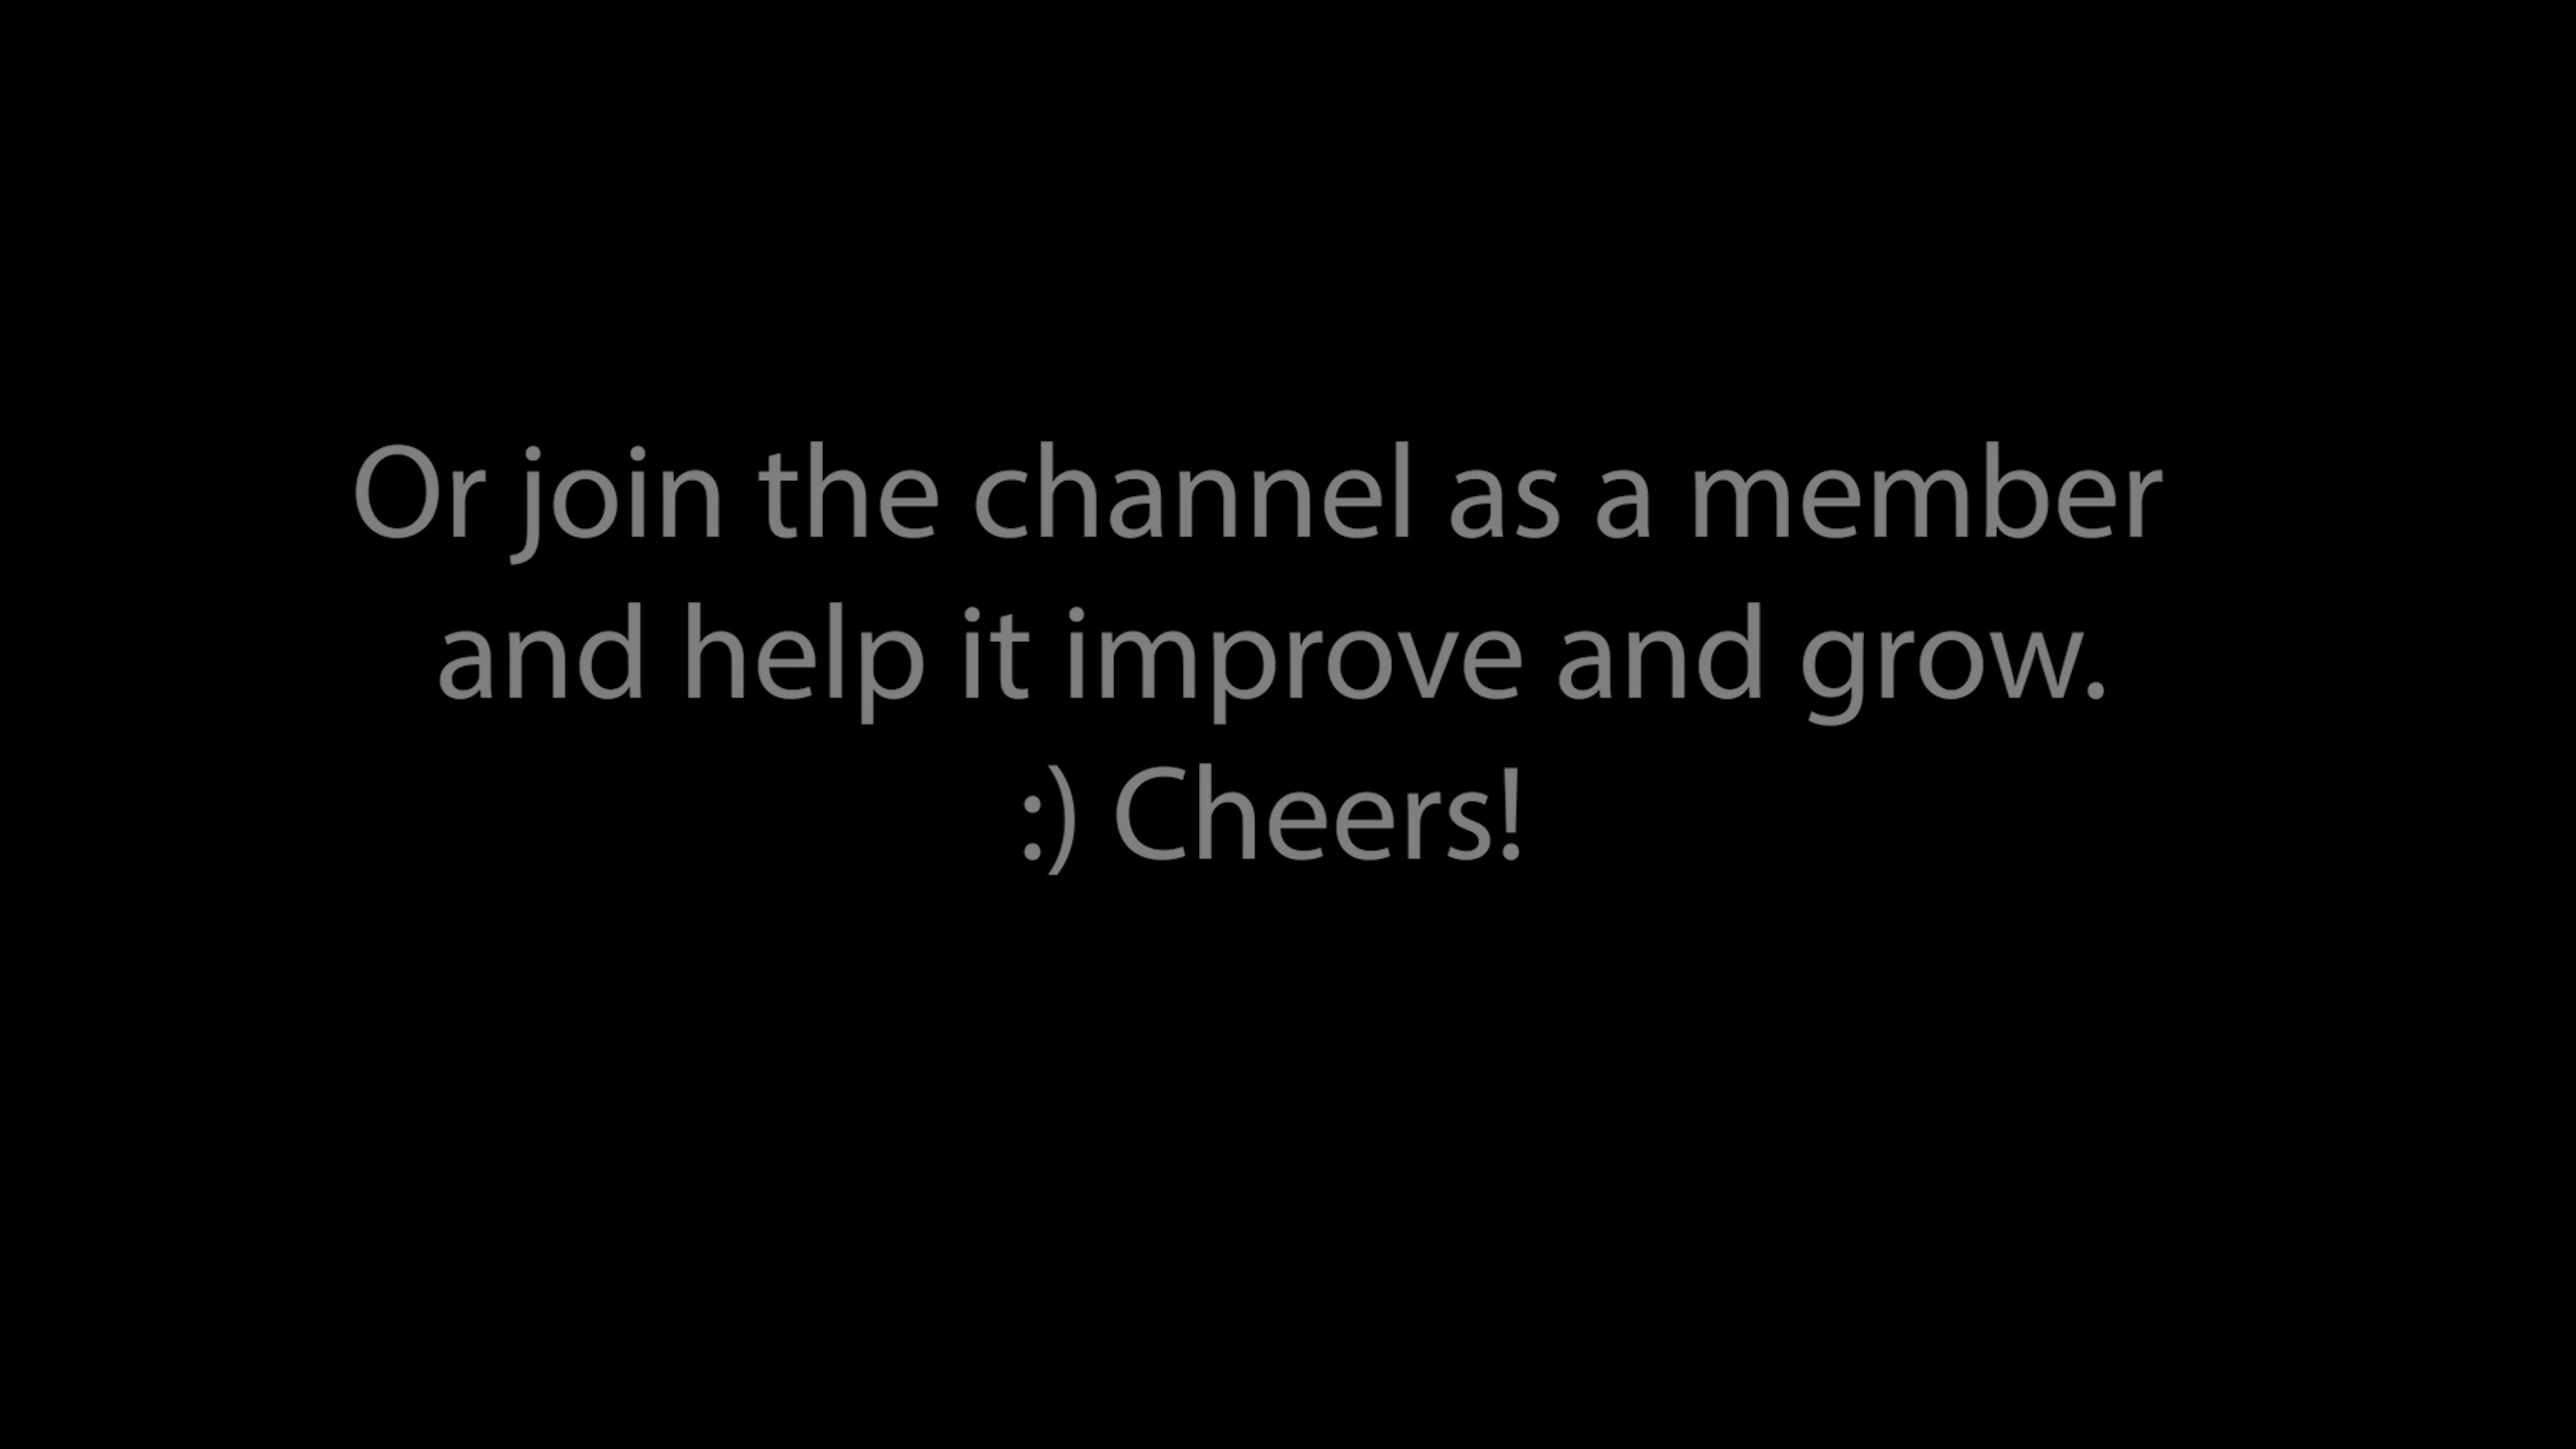 Or join the channel as a member
and help it improve and grow.
:) Cheers!